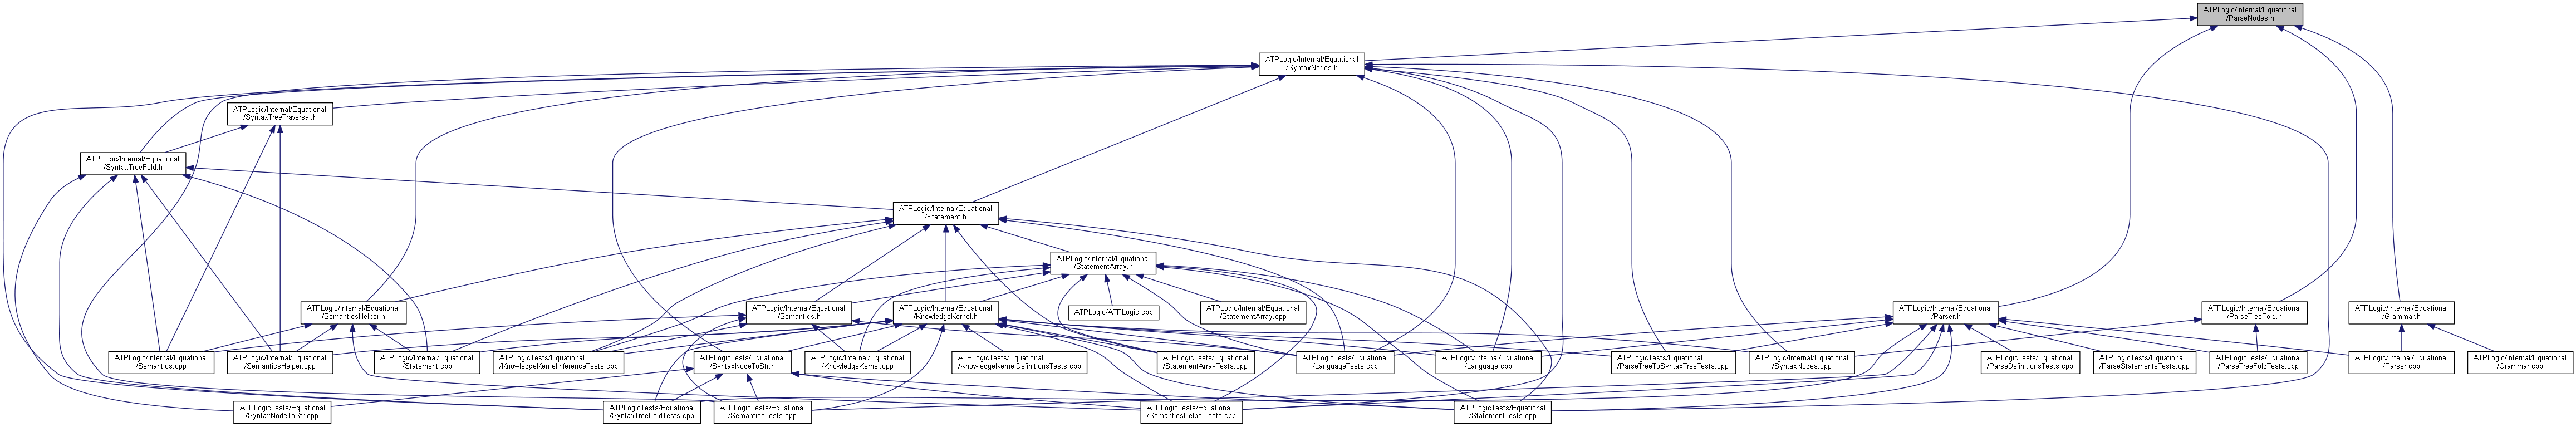 ATPLogic/Internal/Equational
/ParseNodes.h
ATPLogic/Internal/Equational
/SyntaxNodes.h
ATPLogic/Internal/Equational
/SyntaxTreeTraversal.h
ATPLogic/Internal/Equational
/SyntaxTreeFold.h
ATPLogic/Internal/Equational
/Statement.h
ATPLogic/Internal/Equational
/StatementArray.h
ATPLogic/Internal/Equational
/SemanticsHelper.h
ATPLogic/Internal/Equational
/Semantics.h
ATPLogic/Internal/Equational
/KnowledgeKernel.h
ATPLogic/ATPLogic.cpp
ATPLogic/Internal/Equational
/StatementArray.cpp
ATPLogic/Internal/Equational
/Parser.h
ATPLogic/Internal/Equational
/ParseTreeFold.h
ATPLogic/Internal/Equational
/Grammar.h
ATPLogic/Internal/Equational
/Semantics.cpp
ATPLogic/Internal/Equational
/SemanticsHelper.cpp
ATPLogic/Internal/Equational
/Statement.cpp
ATPLogicTests/Equational
/KnowledgeKernelInferenceTests.cpp
ATPLogicTests/Equational
/SyntaxNodeToStr.h
ATPLogic/Internal/Equational
/KnowledgeKernel.cpp
ATPLogicTests/Equational
/KnowledgeKernelDefinitionsTests.cpp
ATPLogicTests/Equational
/StatementArrayTests.cpp
ATPLogicTests/Equational
/LanguageTests.cpp
ATPLogic/Internal/Equational
/Language.cpp
ATPLogicTests/Equational
/ParseTreeToSyntaxTreeTests.cpp
ATPLogic/Internal/Equational
/SyntaxNodes.cpp
ATPLogicTests/Equational
/ParseDefinitionsTests.cpp
ATPLogicTests/Equational
/ParseStatementsTests.cpp
ATPLogicTests/Equational
/ParseTreeFoldTests.cpp
ATPLogic/Internal/Equational
/Parser.cpp
ATPLogic/Internal/Equational
/Grammar.cpp
ATPLogicTests/Equational
/SyntaxNodeToStr.cpp
ATPLogicTests/Equational
/SyntaxTreeFoldTests.cpp
ATPLogicTests/Equational
/SemanticsTests.cpp
ATPLogicTests/Equational
/SemanticsHelperTests.cpp
ATPLogicTests/Equational
/StatementTests.cpp